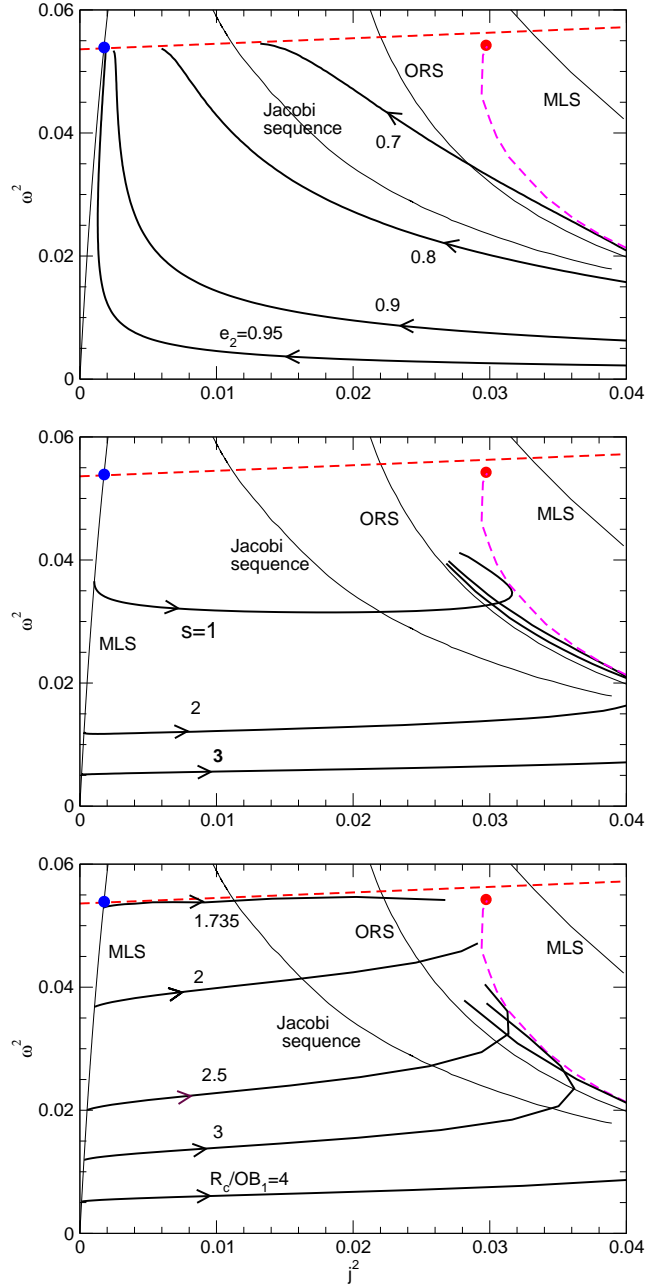 0.06
0.04
0.02
0
ω²
ORS
MLS
Jacobi
sequence
0.7
0.8
0.9
e₂=0.95
0 0.01 0.02 0.03 0.04
0.06
0.04
0.02
0
ω²
ORS
MLS
Jacobi
sequence
MLS
s=1
2
3
0 0.01 0.02 0.03 0.04
0.06
0.04
0.02
0
ω²
1.735
MLS
ORS
MLS
2
Jacobi
sequence
2.5
3
R_c/OB₁=4
0 0.01 0.02 0.03 0.04
j²